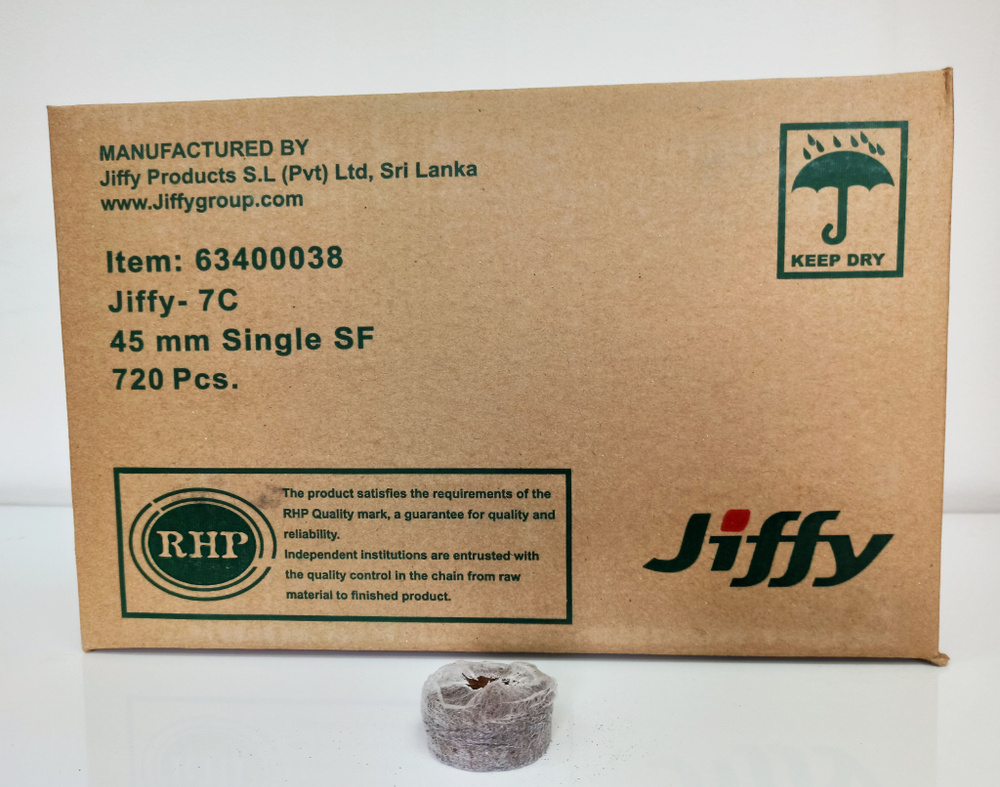 MANUFACTURED BY
Jiffy Products S.L (Pvt) Ltd, Sri Lanka
www.Jiffygroup.com
KEEP DRY
Item: 63400038
Jiffy- 7C
45 mm Single SF
720 Pcs.
RHP
The product satisfies the requirements of the
RHP Quality mark, a guarantee for quality and
reliability.
Independent institutions are entrusted with
the quality control in the chain from raw
material to finished product.
Jiffy